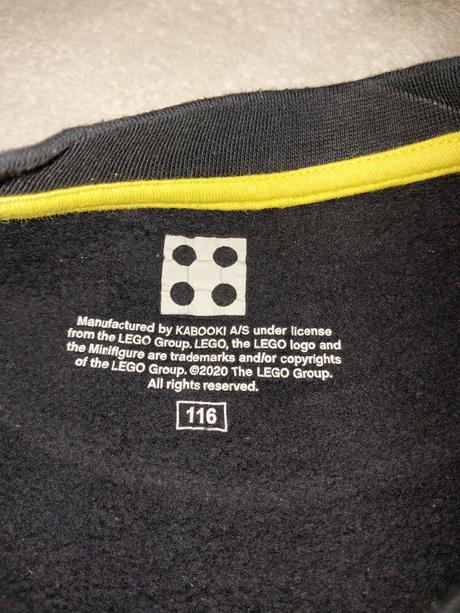 Manufactured by KABOOKI A/S under license
from the LEGO Group. LEGO, the LEGO logo and
the Minifigure are trademarks and/or copyrights
of the LEGO Group. ©2020 The LEGO Group.
All rights reserved.
116